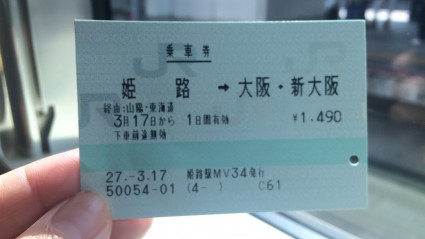 乗車券
姫路 → 大阪・新大阪
経由:山陽・東海道
3月17日から 1日間有効 ¥1,490
下車前途無効
27.-3.17 姫路駅MV34発h
50054-01 (4- ) C61